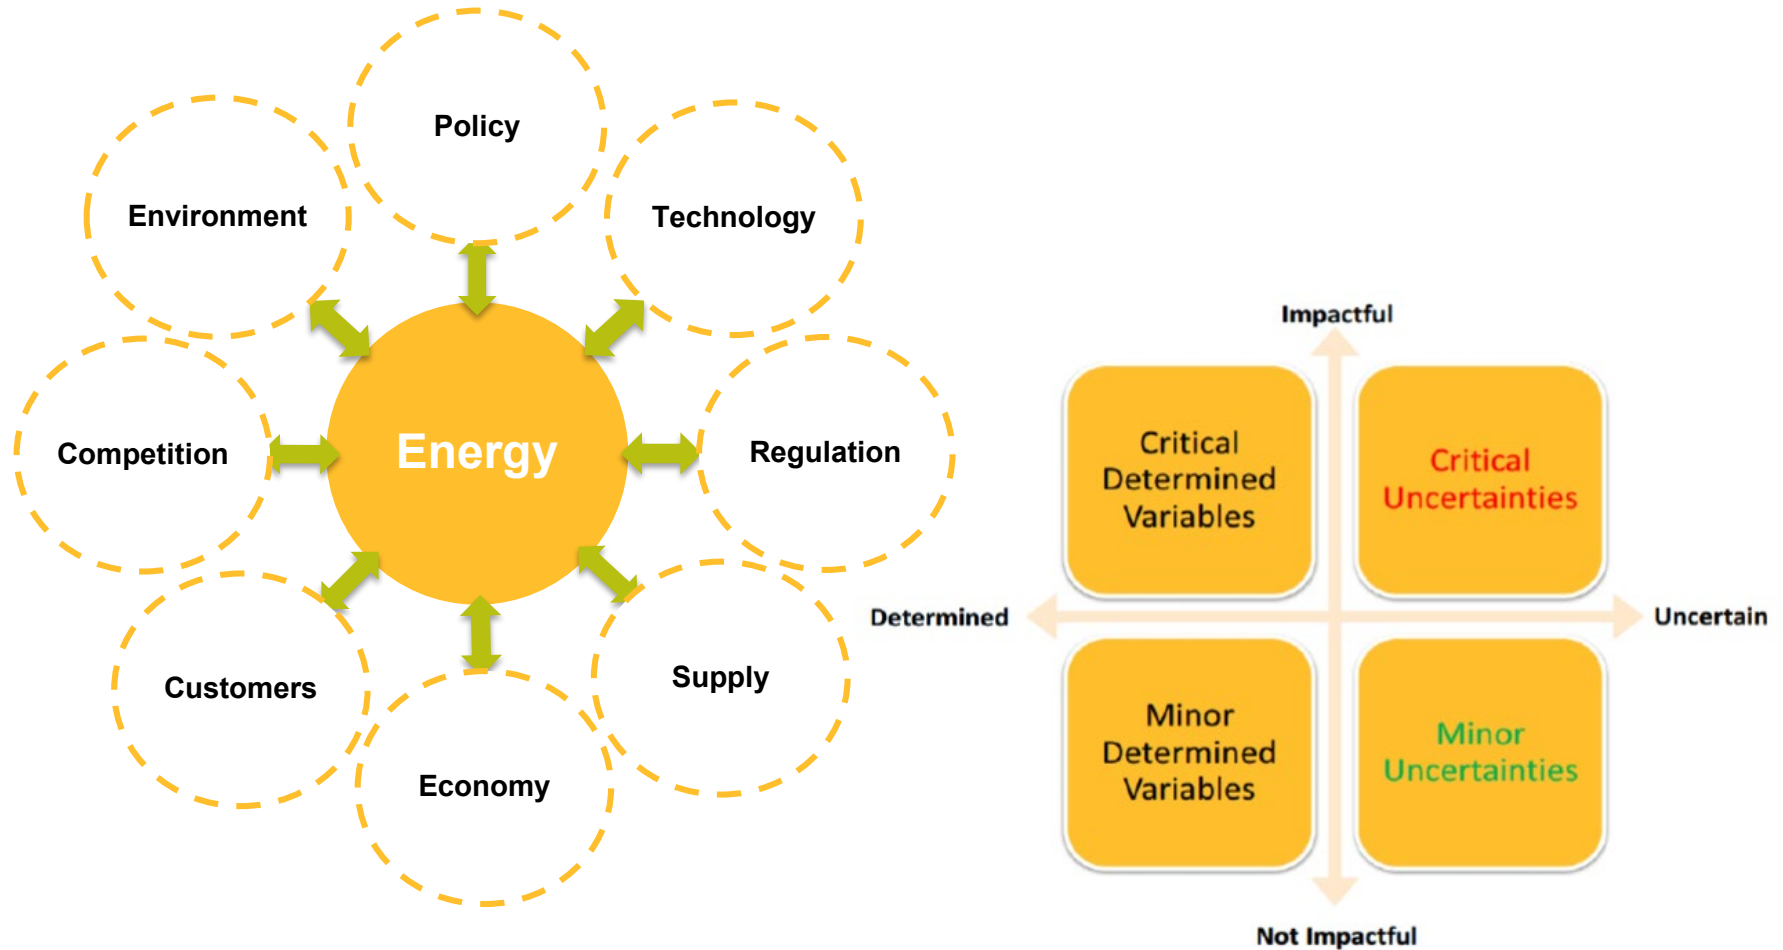 Policy
Environment
Technology
Competition
Energy
Regulation
Customers
Supply
Economy
Impactful
Critical
Determined
Variables
Critical
Uncertainties
Determined
Uncertain
Minor
Determined
Variables
Minor
Uncertainties
Not Impactful